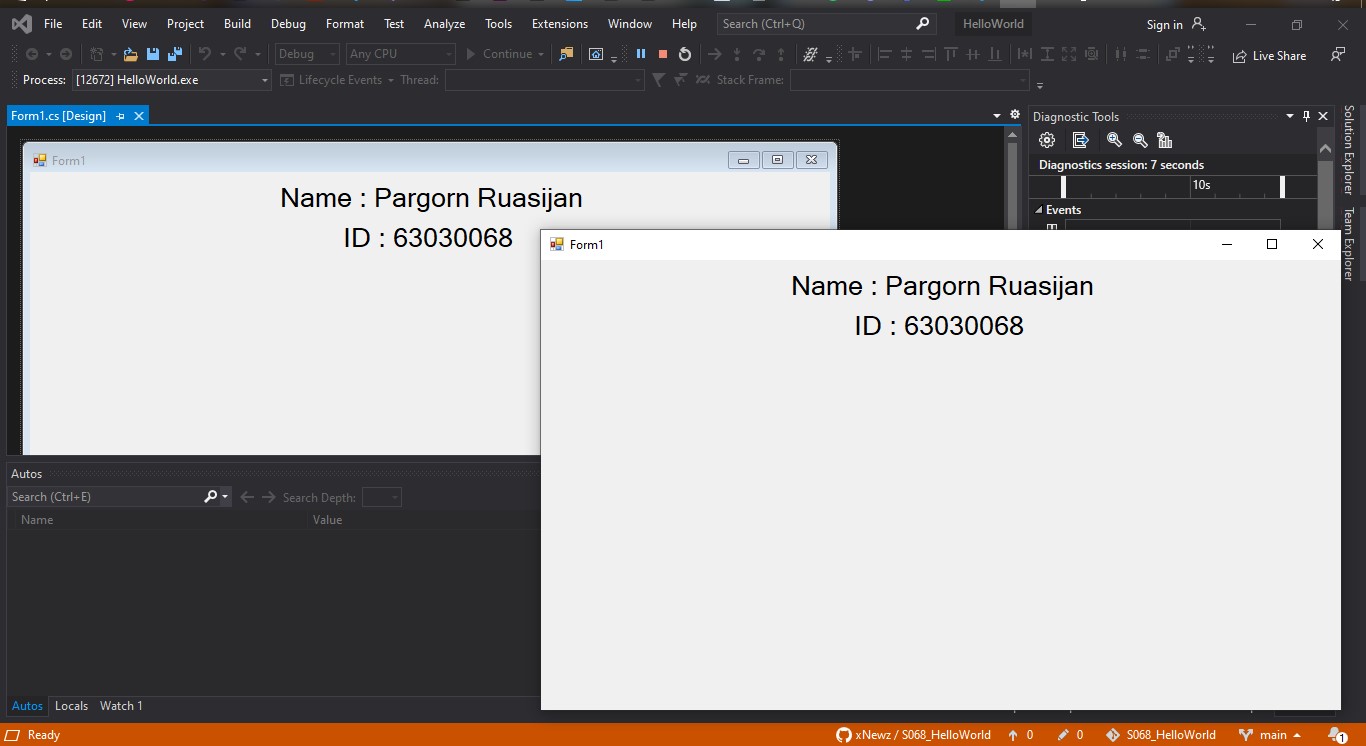 File Edit View Project Build Debug Format Test Analyze Tools Extensions Window Help Search (Ctrl+Q) HelloWorld Sign in
Debug Any CPU Continue Live Share
Process: [12672] HelloWorld.exe Lifecycle Events Thread: Stack Frame:
Form1.cs [Design]
Form1
Name : Pargorn Ruasijan
ID : 63030068
Diagnostic Tools
Diagnostics session: 7 seconds
10s
Events
Solution Explorer
Team Explorer
Form1
Name : Pargorn Ruasijan
ID : 63030068
Autos
Search (Ctrl+E) Search Depth:
Name Value
Autos Locals Watch 1
Ready xNewz / S068_HelloWorld 0 0 S068_HelloWorld main 1